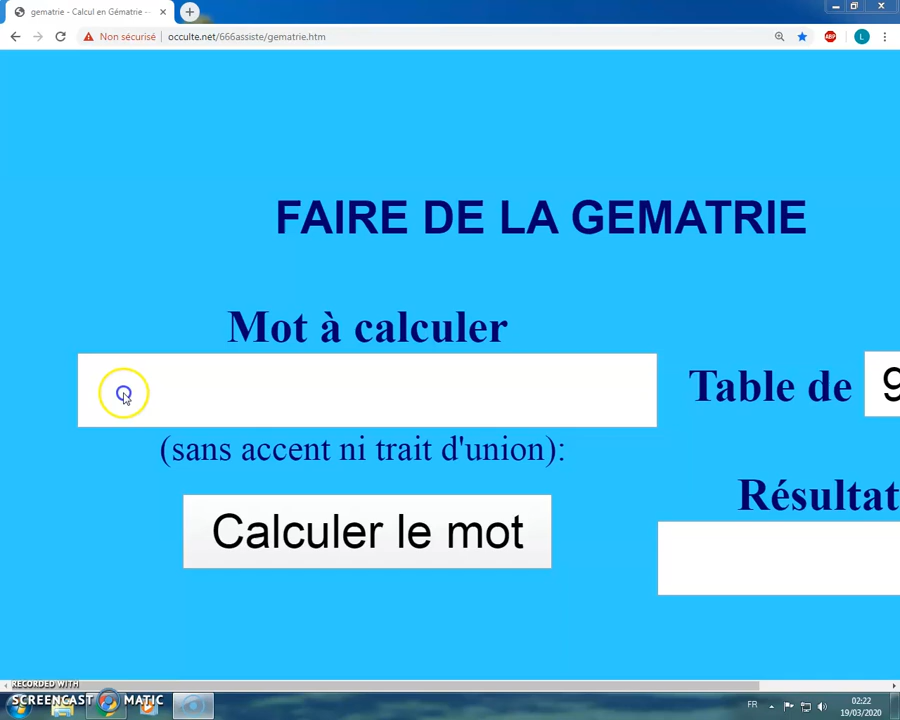 gematrie - Calcul en Gématrie -
Non sécurisé
occulte.net/666assiste/gematrie.htm
ABP
L
FAIRE DE LA GEMATRIE
Mot à calculer
Table de 9
(sans accent ni trait d'union):
Résultat
Calculer le mot
RECORDED WITH
SCREENCAST MATIC
FR
02:22
19/03/2020